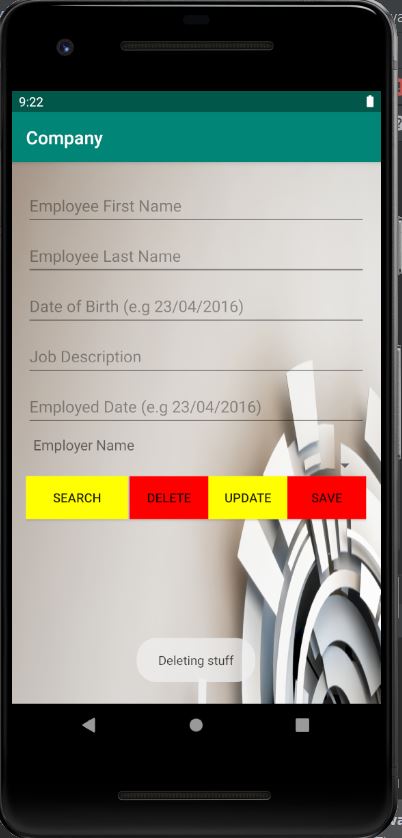 9:22
Company
Employee First Name
Employee Last Name
Date of Birth (e.g 23/04/2016)
Job Description
Employed Date (e.g 23/04/2016)
Employer Name
SEARCH DELETE UPDATE SAVE
Deleting stuff